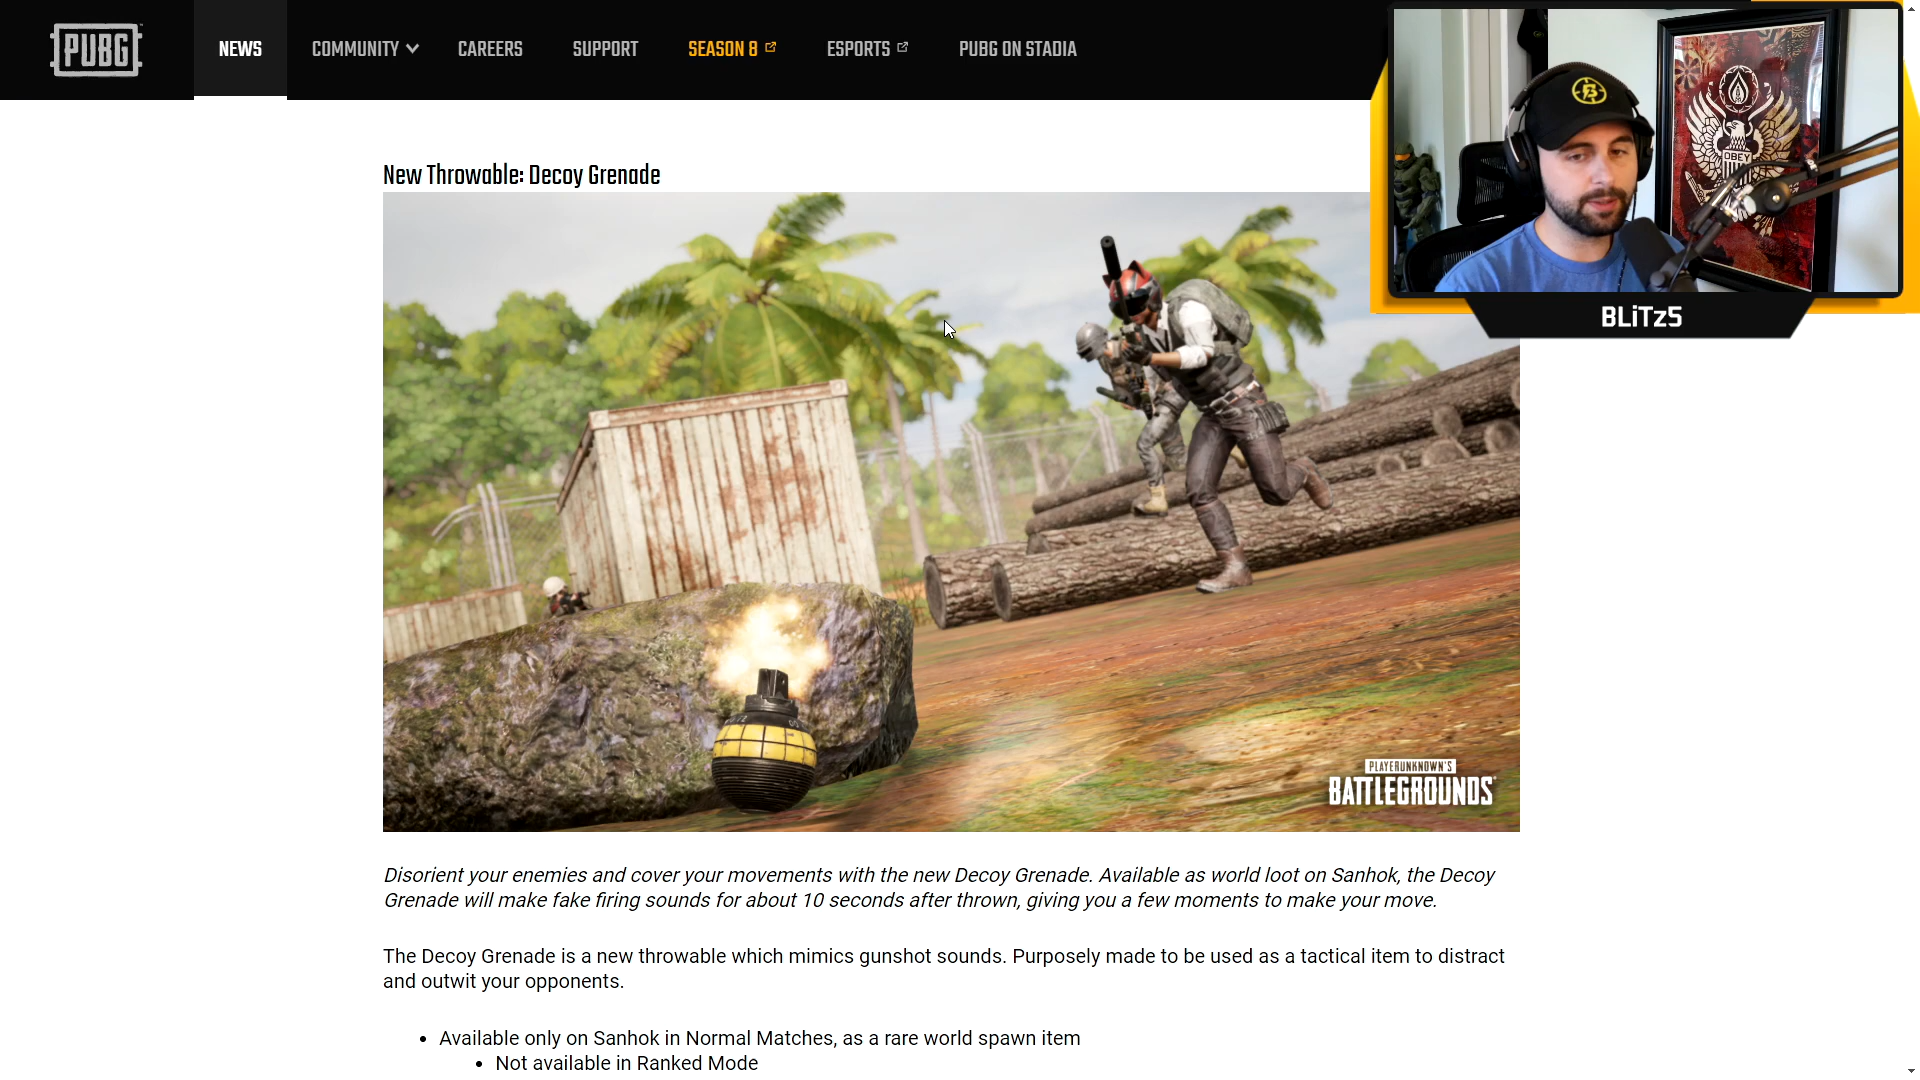 PUBG
NEWS
COMMUNITY
CAREERS
SUPPORT
SEASON 8
ESPORTS
PUBG ON STADIA
OBEY
BLiTz5
New Throwable: Decoy Grenade
PLAYERUNKNOWN'S
BATTLEGROUNDS
Disorient your enemies and cover your movements with the new Decoy Grenade. Available as world loot on Sanhok, the Decoy
Grenade will make fake firing sounds for about 10 seconds after thrown, giving you a few moments to make your move.
The Decoy Grenade is a new throwable which mimics gunshot sounds. Purposely made to be used as a tactical item to distract
and outwit your opponents.
• Available only on Sanhok in Normal Matches, as a rare world spawn item
• Not available in Ranked Mode